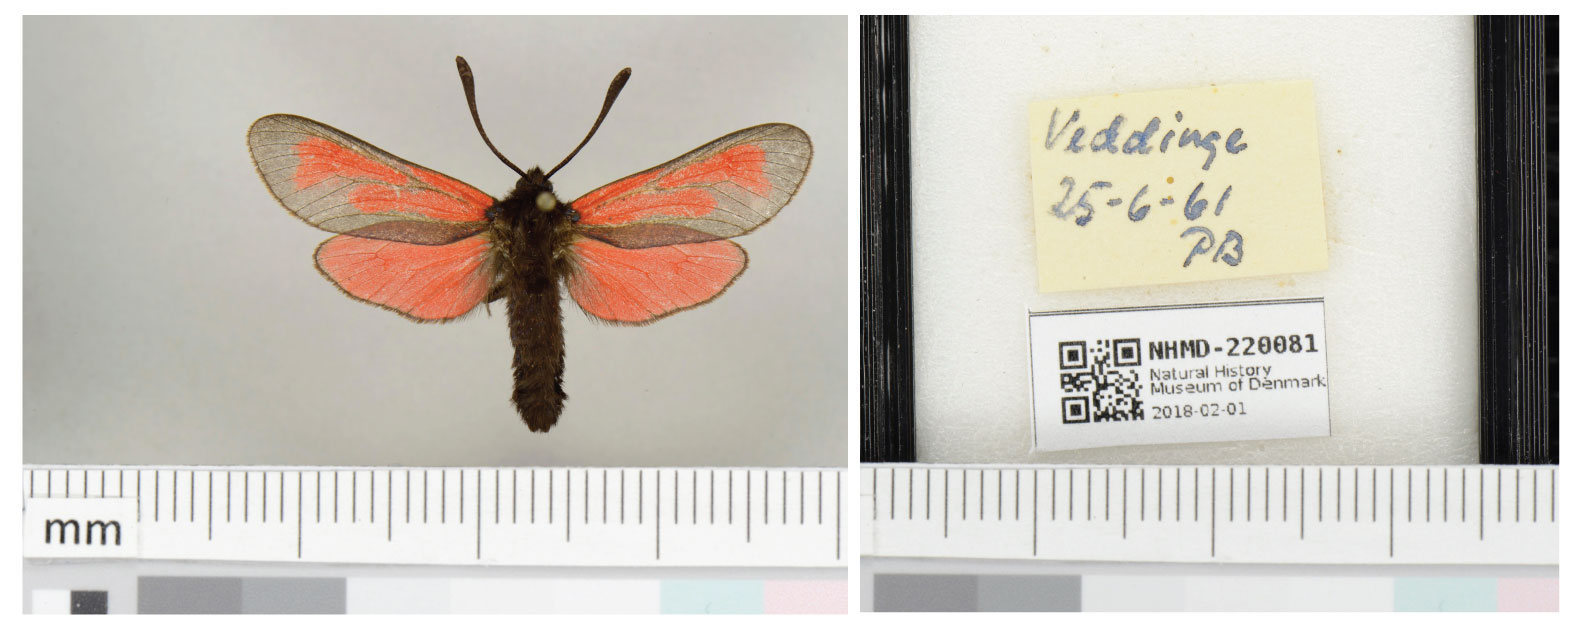 mm
Veddinge
25-6-61
PB
NHMD-220081
Natural History
Museum of Denmark
2018-02-01